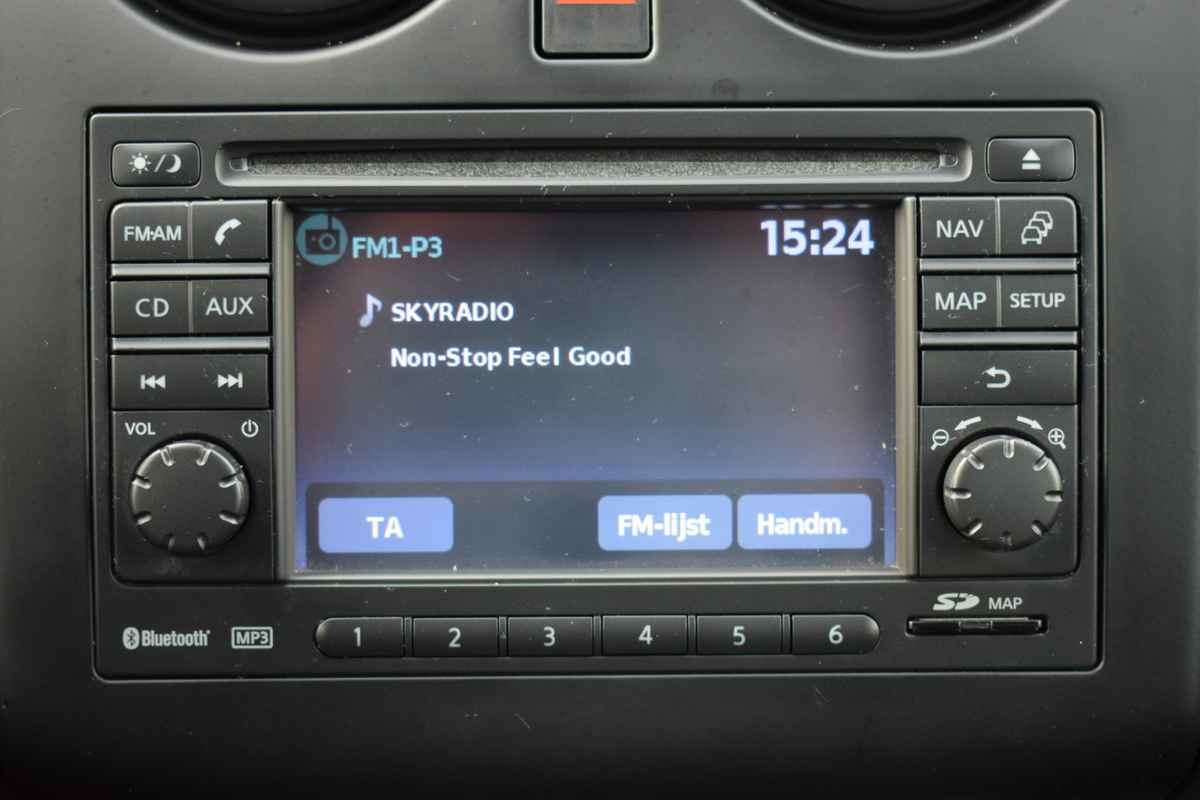 FM·AM
CD AUX
VOL
FM1-P3
15:24
SKYRADIO
Non-Stop Feel Good
TA FM-lijst Handm.
NAV
MAP SETUP
Bluetooth® MP3
1 2 3 4 5 6
SD MAP